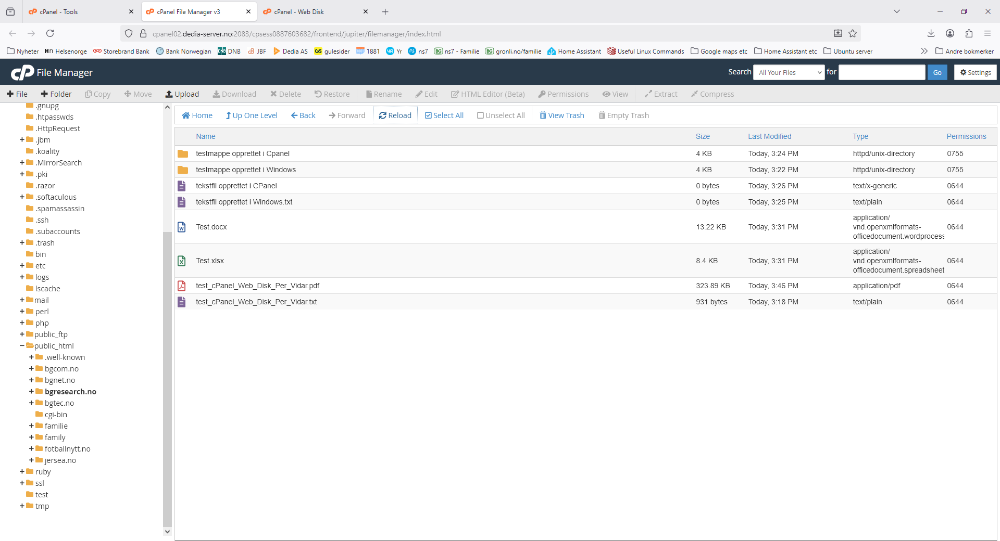 cPanel - Tools
cPanel File Manager v3
cPanel - Web Disk
cpanel02.dedia-server.no:2083/cpsess0887603682/frontend/jupiter/filemanager/index.html
Nyheter Hn Helsenorge Storebrand Bank Bank Norwegian DNB DNB JBF Dedia AS GS gulesider 1881 1881 YR Yr ns7 BG ns7 - Familie BG gronli.no/familie Home Assistant Useful Linux Commands Google maps etc Home Assistant etc Ubuntu server Andre bokmerker
cP File Manager Search All Your Files for Go Settings
File Folder Copy Move Upload Download Delete Restore Rename Edit HTML Editor (Beta) Permissions View Extract Compress
.gnupg
.htpasswds
.HttpRequest
.jbm
.koality
.MirrorSearch
.pki
.razor
.softaculous
.spamassassin
.ssh
.subaccounts
.trash
bin
etc
logs
lscache
mail
perl
php
public_ftp
public_html
.well-known
bgcom.no
bgnet.no
bgresearch.no
bgtec.no
cgi-bin
familie
family
fotballnytt.no
jersea.no
ruby
ssl
test
tmp
Home Up One Level Back Forward Reload Select All Unselect All View Trash Empty Trash
Name Size Last Modified Type Permissions
testmappe opprettet i Cpanel 4 KB Today, 3:24 PM httpd/unix-directory 0755
testmappe opprettet i Windows 4 KB Today, 3:22 PM httpd/unix-directory 0755
tekstfil opprettet i CPanel 0 bytes Today, 3:26 PM text/x-generic 0644
tekstfil opprettet i Windows.txt 0 bytes Today, 3:25 PM text/plain 0644
Test.docx 13.22 KB Today, 3:31 PM application/
vnd.openxmlformats-
officedocument.wordprocess 0644
Test.xlsx 8.4 KB Today, 3:31 PM application/
vnd.openxmlformats-
officedocument.spreadsheet 0644
test_cPanel_Web_Disk_Per_Vidar.pdf 323.89 KB Today, 3:46 PM application/pdf 0644
test_cPanel_Web_Disk_Per_Vidar.txt 931 bytes Today, 3:18 PM text/plain 0644